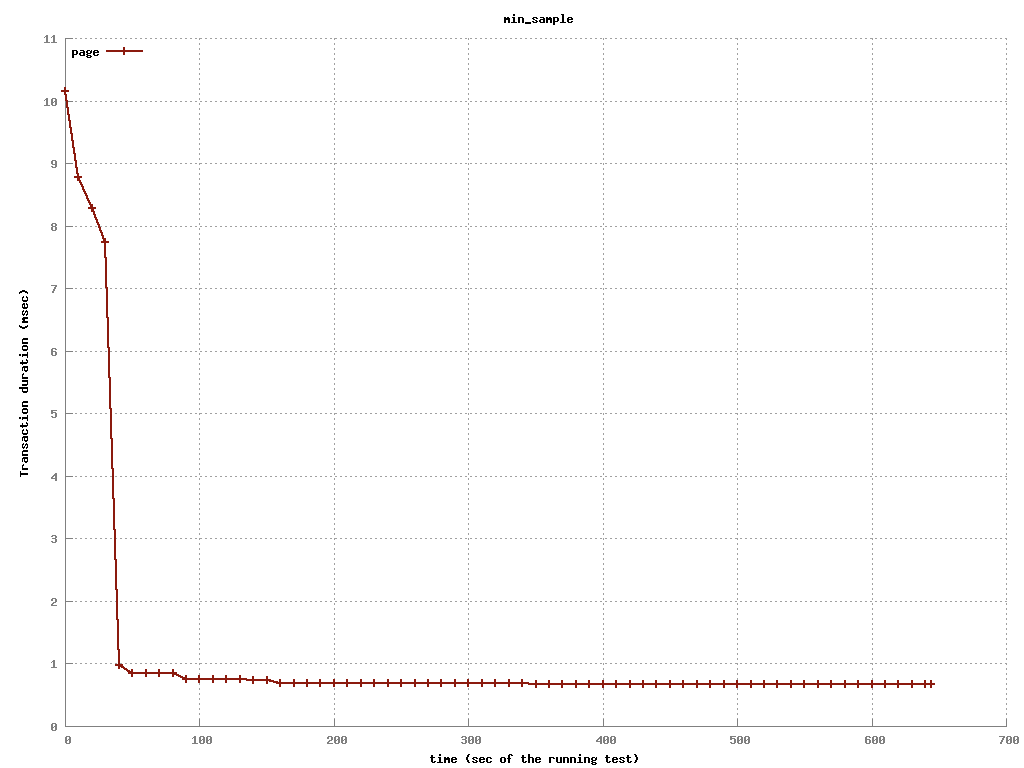 min_sample
page
11
10
9
8
7
6
5
4
3
2
1
0
Transaction duration (msec)
0 100 200 300 400 500 600 700
time (sec of the running test)